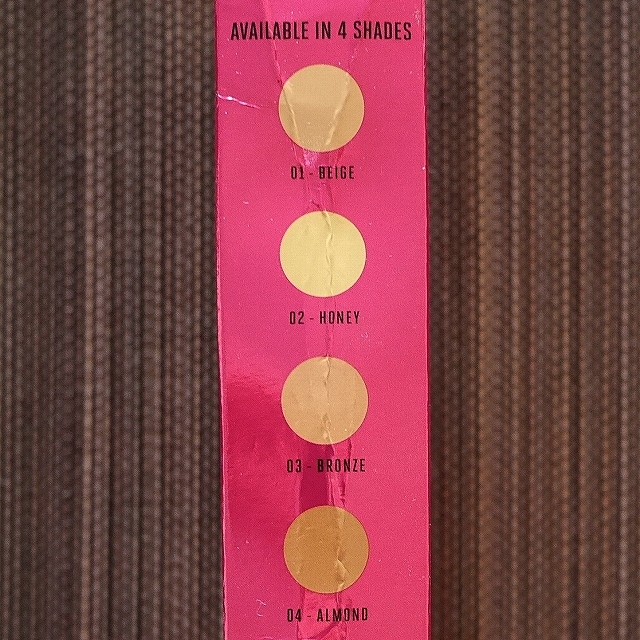 AVAILABLE IN 4 SHADES
01 - BEIGE
02 - HONEY
03 - BRONZE
04 - ALMOND